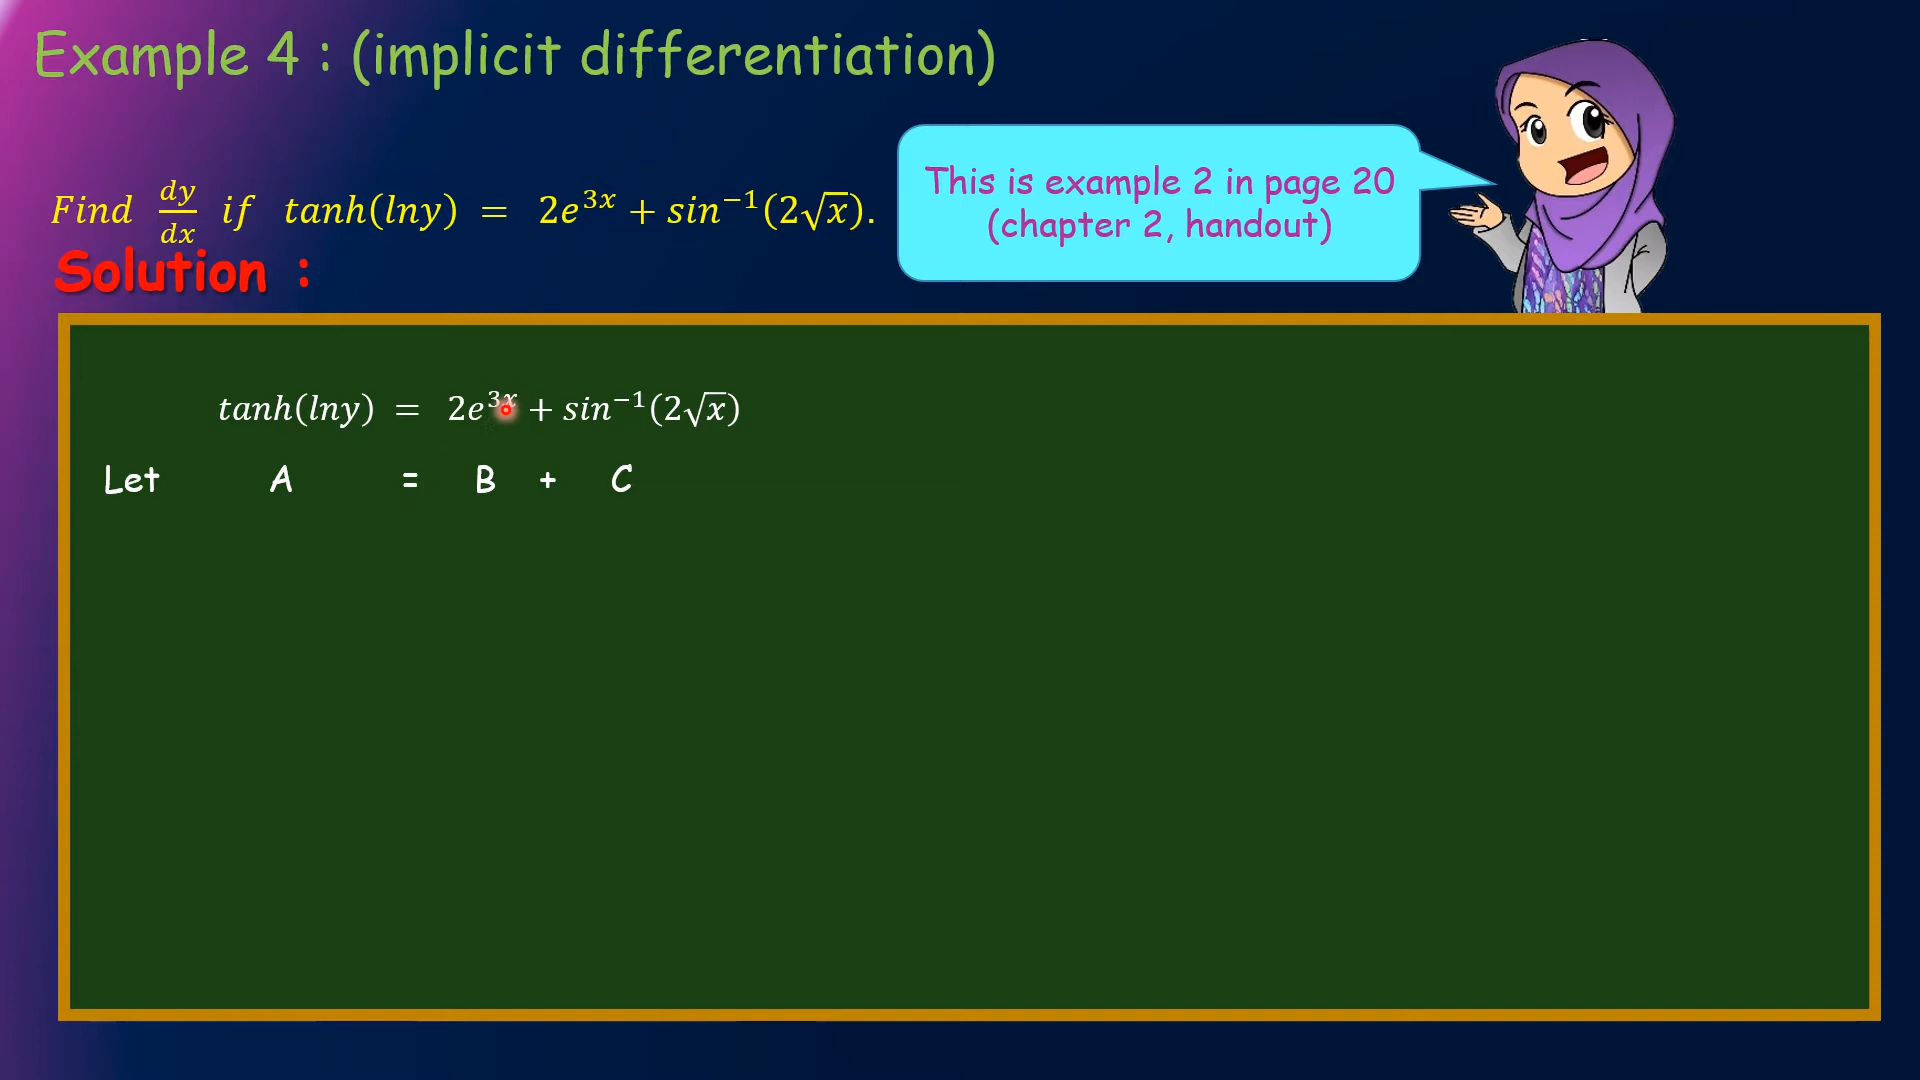 Example 4 : (implicit differentiation)
This is example 2 in page 20
(chapter 2, handout)
Find dy/dx if tanh(lny) = 2e^{3x} + sin^{−1}(2√x).
Solution :
tanh(lny) = 2e^{3x} + sin^{−1}(2√x)
Let A = B + C